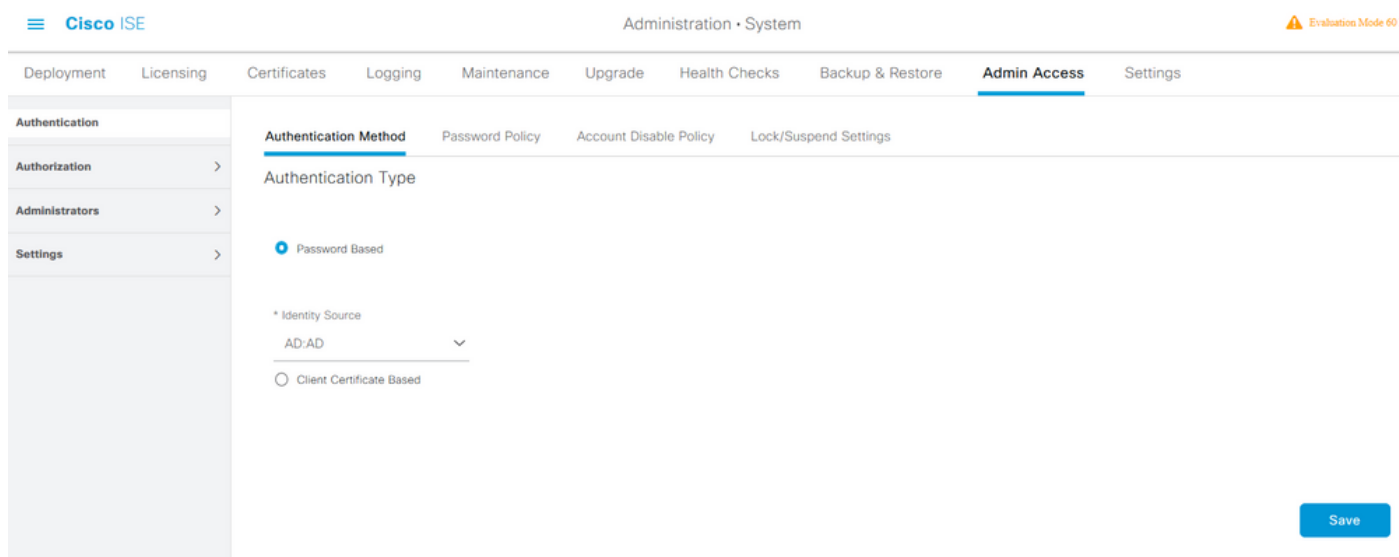 Cisco ISE
Administration • System
Evaluation Mode 60
Deployment Licensing Certificates Logging Maintenance Upgrade Health Checks Backup & Restore Admin Access Settings
Authentication
Authorization
Administrators
Settings
Authentication Method Password Policy Account Disable Policy Lock/Suspend Settings
Authentication Type
Password Based
* Identity Source
AD:AD
Client Certificate Based
Save